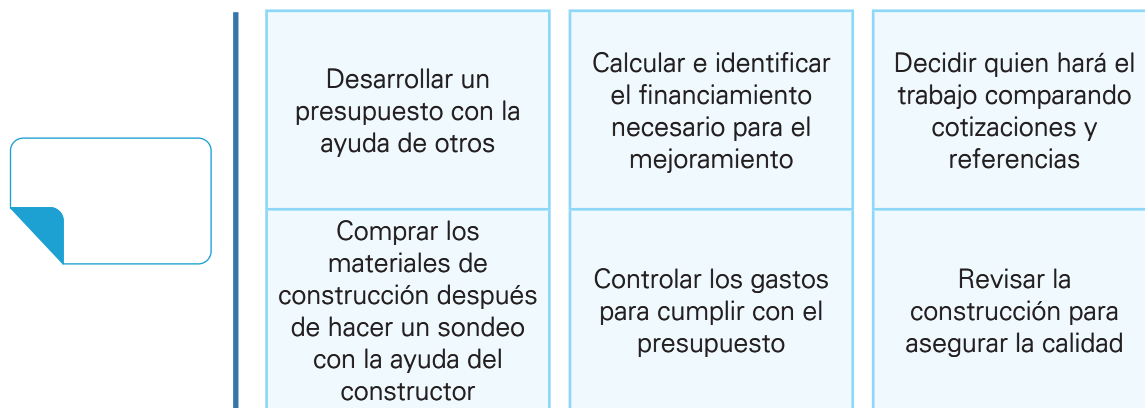 Desarrollar un
presupuesto con la
ayuda de otros
Calcular e identificar
el financiamiento
necesario para el
mejoramiento
Decidir quien hará el
trabajo comparando
cotizaciones y
referencias
Comprar los
materiales de
construcción después
de hacer un sondeo
con la ayuda del
constructor
Controlar los gastos
para cumplir con el
presupuesto
Revisar la
construcción para
asegurar la calidad